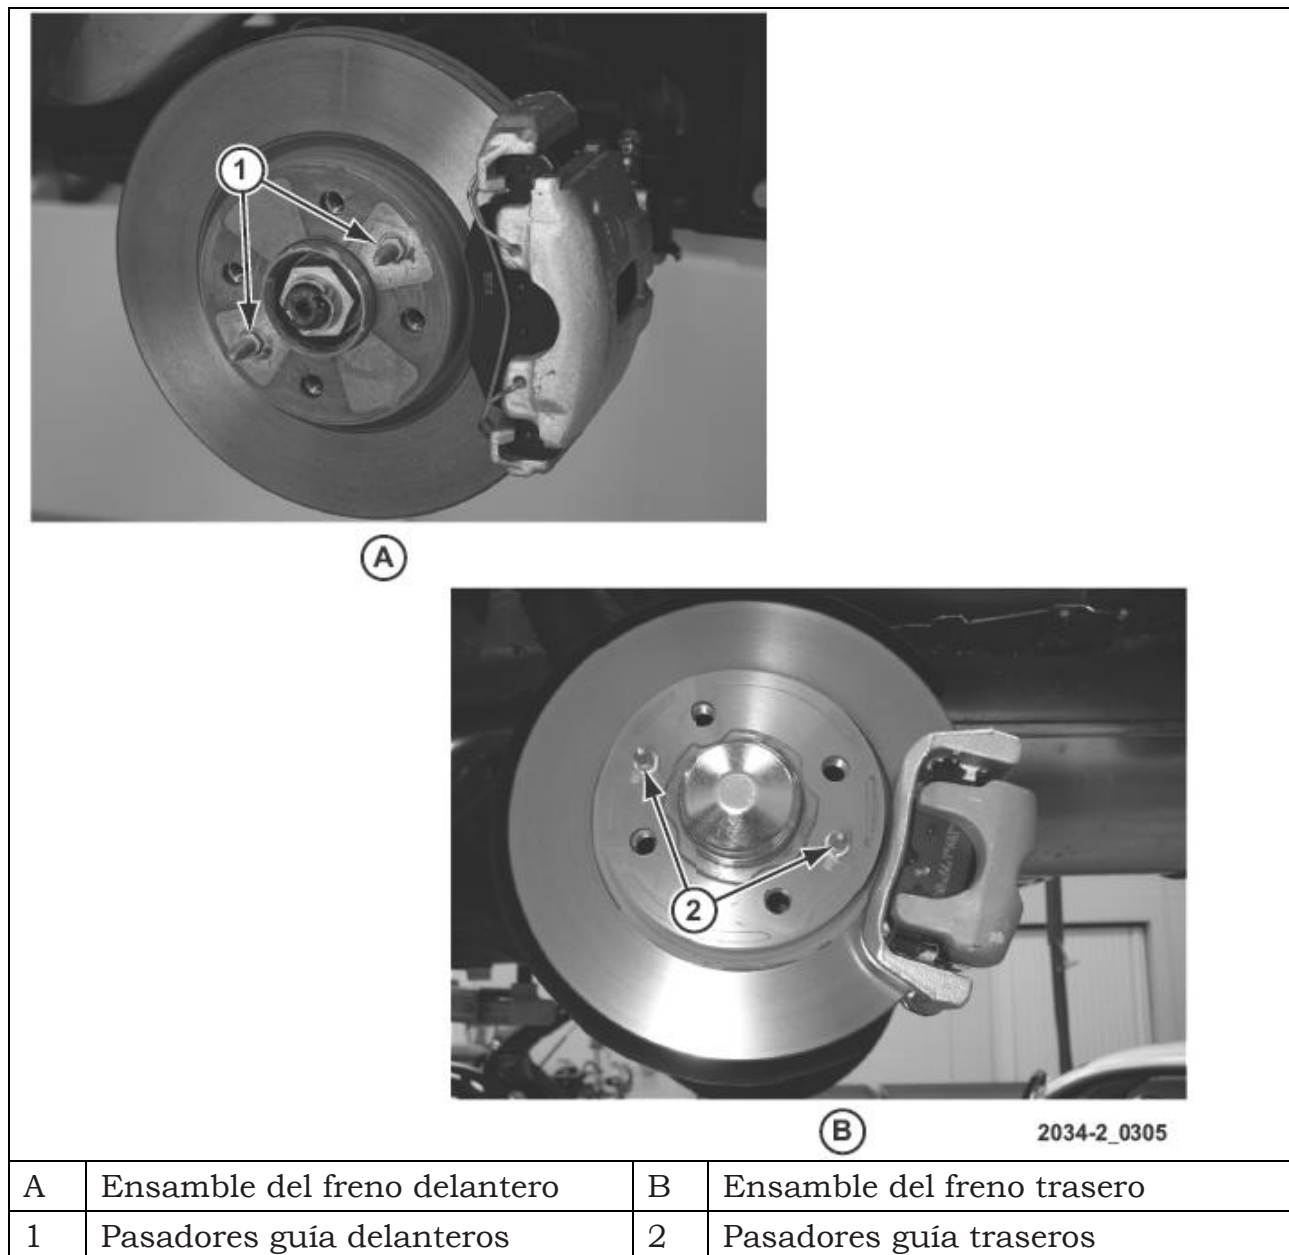 1
A
2
B
2034-2_0305
A Ensamble del freno delantero B Ensamble del freno trasero
1 Pasadores guía delanteros 2 Pasadores guía traseros